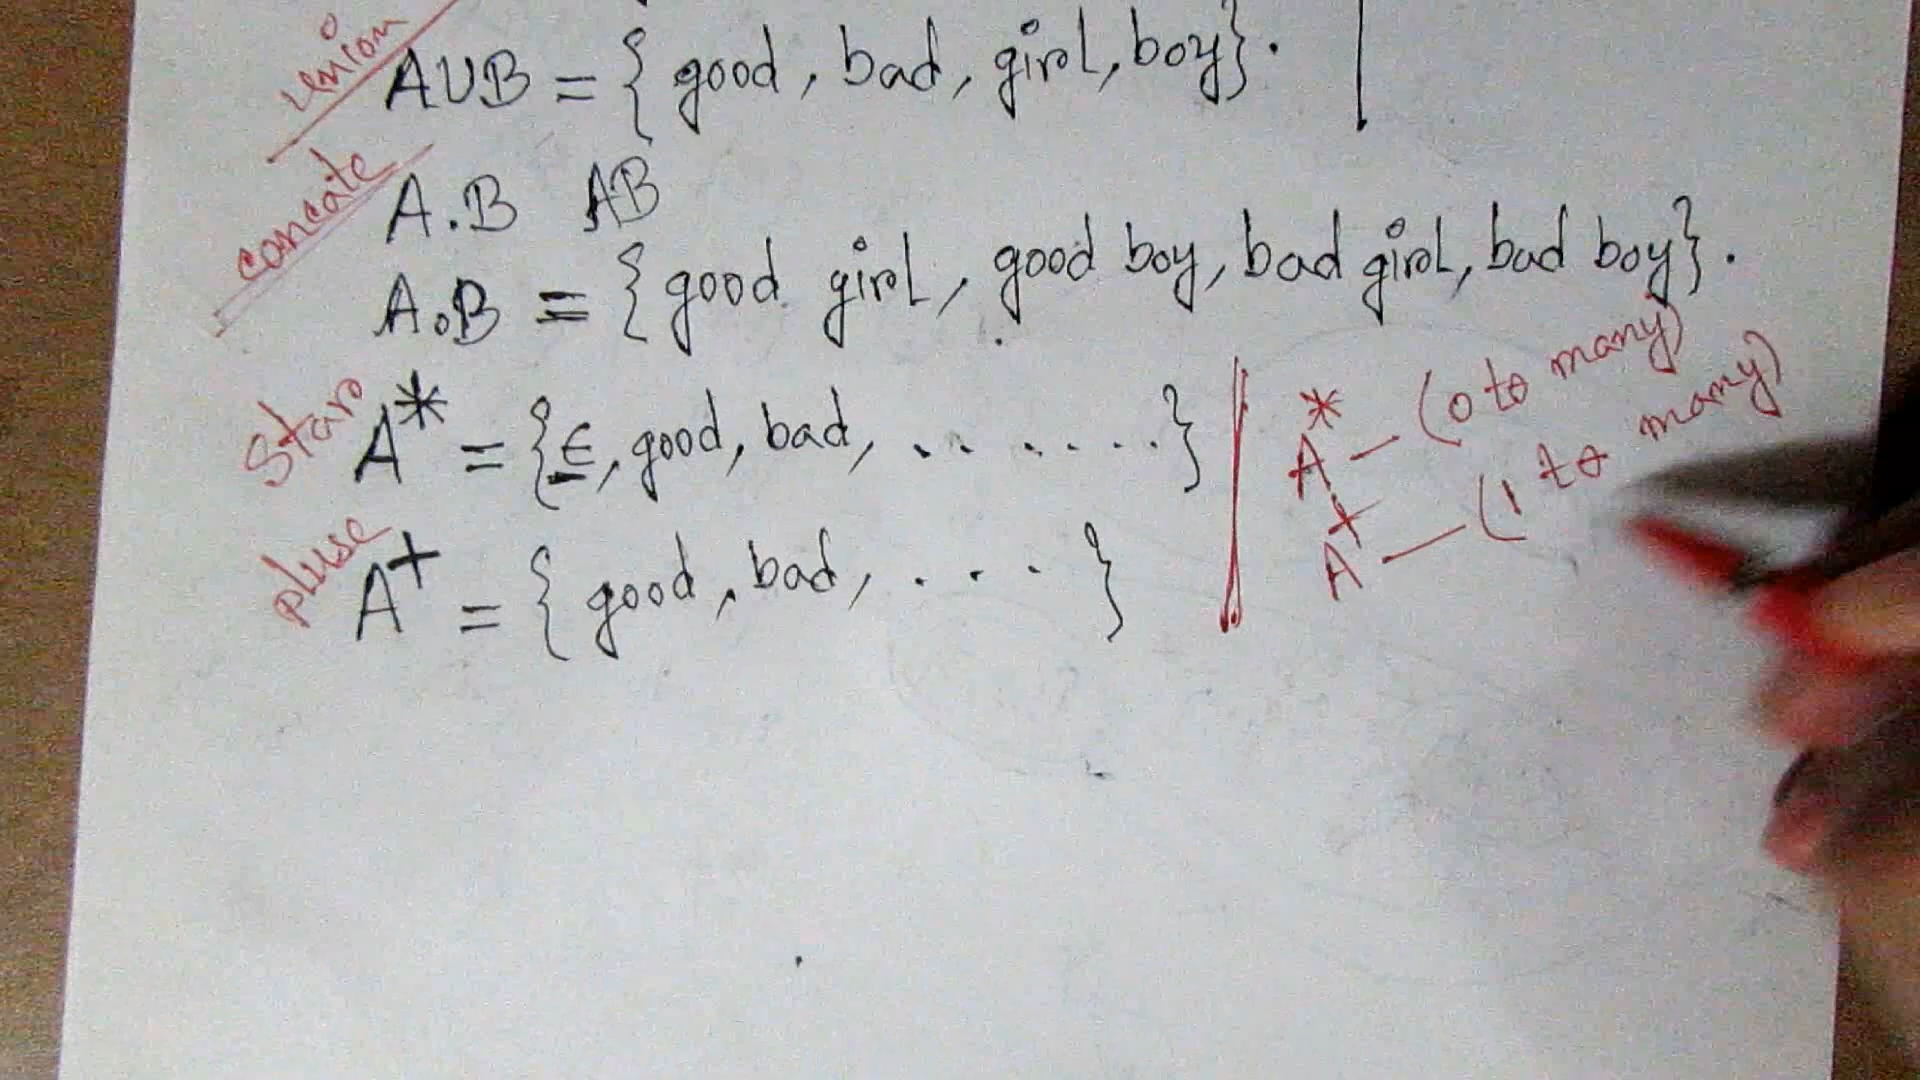 union A∪B = { good, bad, girl, boy}.
concate A.B AB
A∘B = { good girl, good boy, bad girl, bad boy}.
Star A* = {ϵ, good, bad, . . . . . . .}
pluse A+ = { good, bad, . . . }
A* — (0 to many)
A+ — (1 to many)